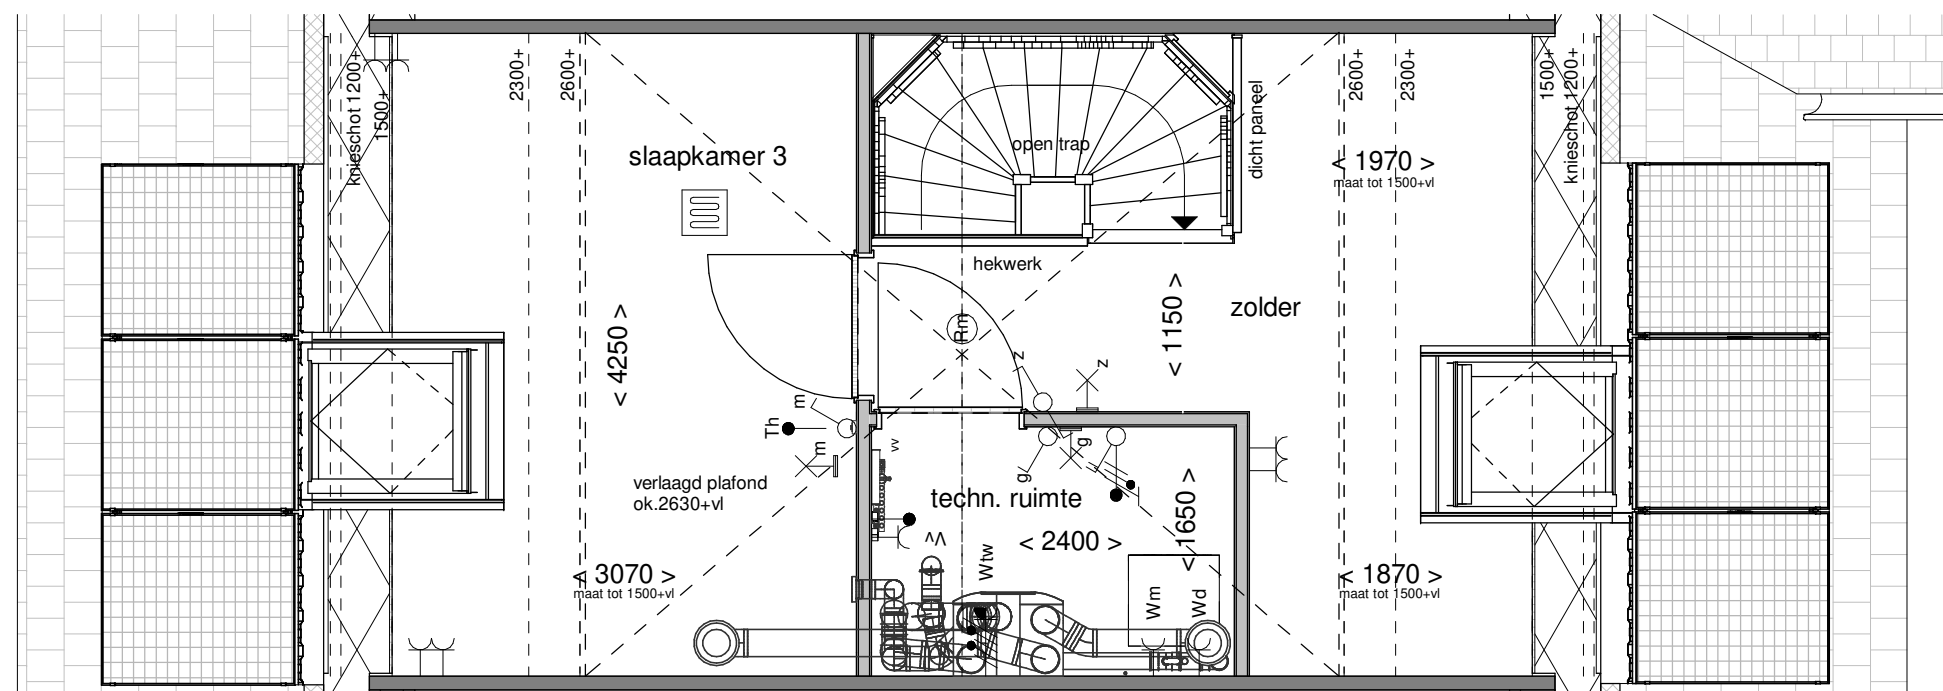 knieschot 1200+
1500+
2300+
2600+
slaapkamer 3
open trap
dicht paneel
2600+
2300+
1500+
knieschot 1200+
< 1970 >
maat tot 1500+vl
hekwerk
< 4250 >
Rm
< 1150 >
zolder
z
z
m
Th
m
vv
g
g
verlaagd plafond
ok.2630+vl
techn. ruimte
< 1650 >
< 2400 >
Wtw
< 3070 >
maat tot 1500+vl
Wm
Wd
< 1870 >
maat tot 1500+vl